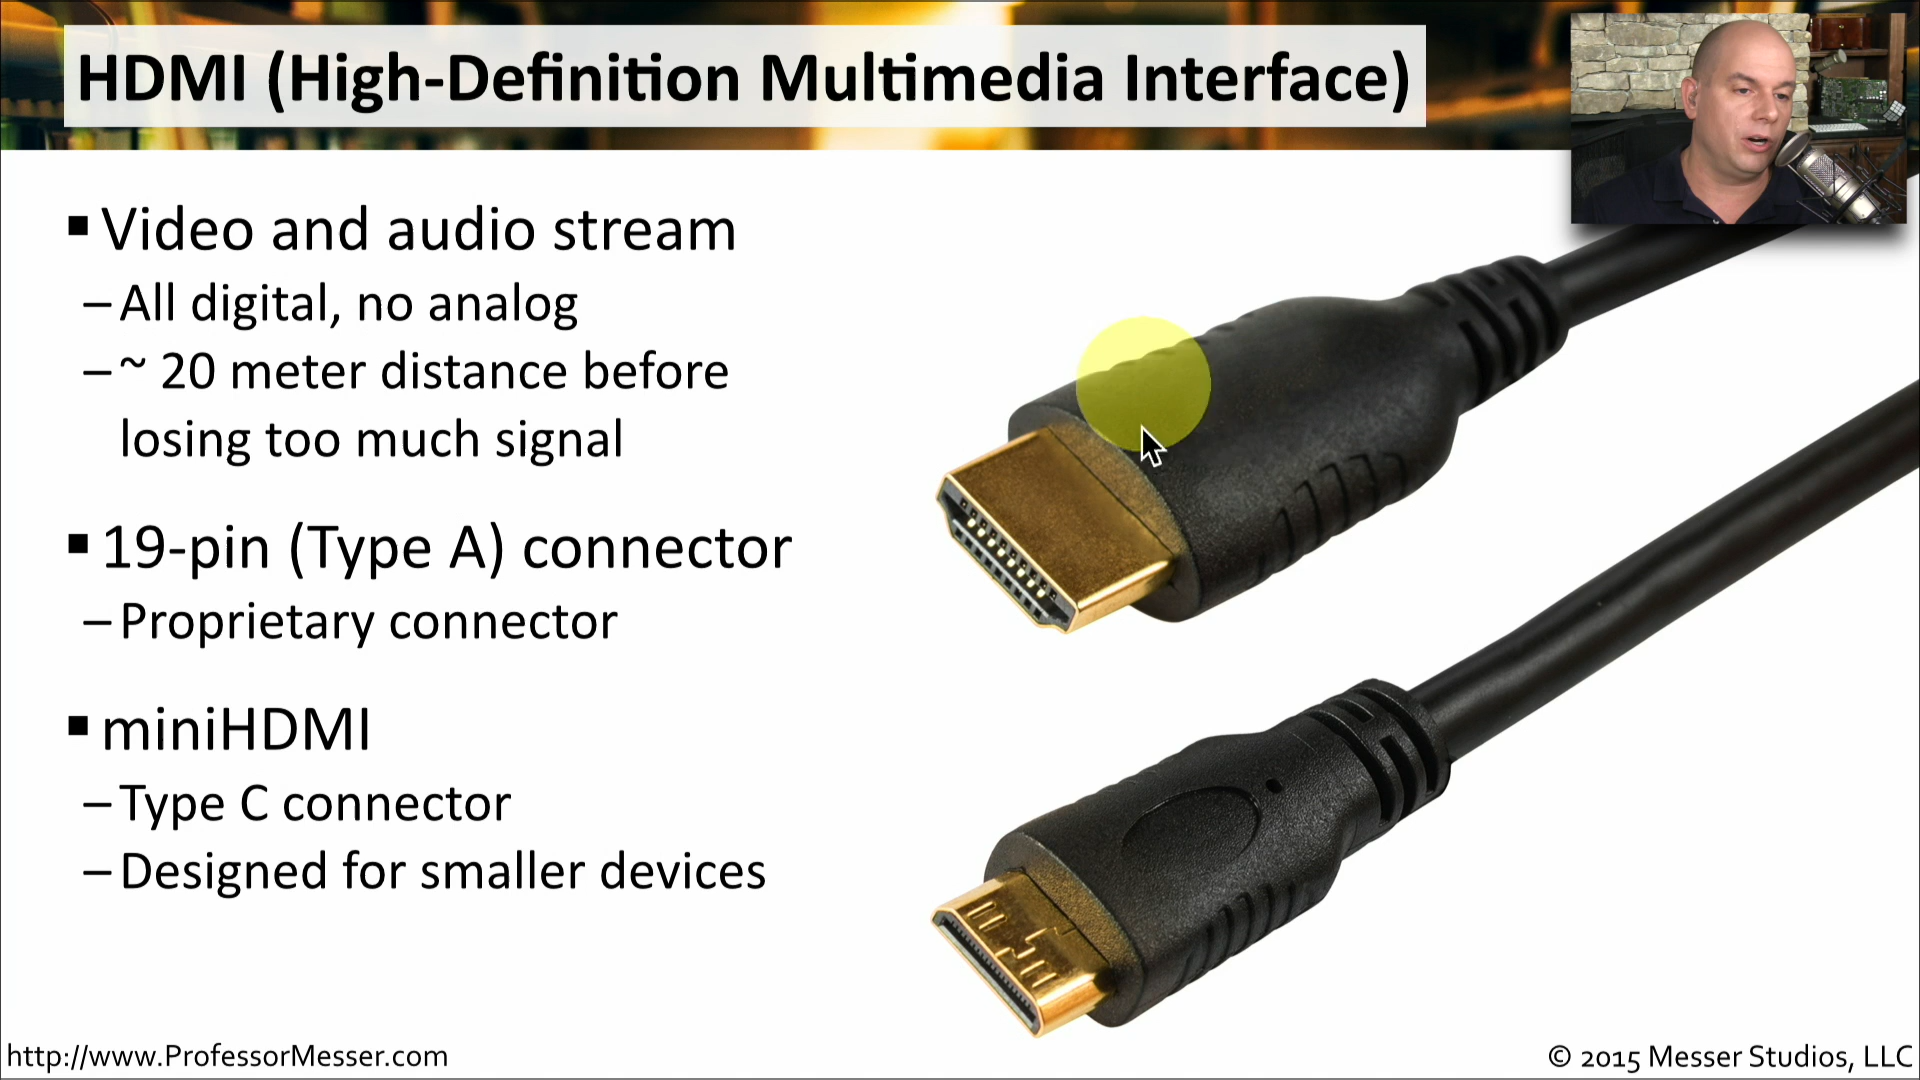 HDMI (High-Definition Multimedia Interface)
▪ Video and audio stream
– All digital, no analog
– ~ 20 meter distance before
losing too much signal
▪ 19-pin (Type A) connector
– Proprietary connector
▪ miniHDMI
– Type C connector
– Designed for smaller devices
http://www.ProfessorMesser.com
© 2015 Messer Studios, LLC